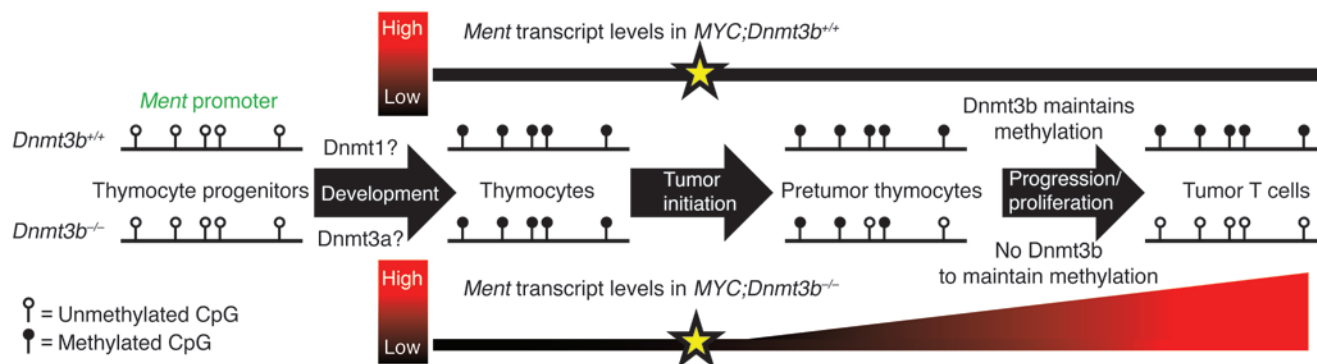 High
Low
Ment transcript levels in MYC;Dnmt3b+/+
Ment promoter
Dnmt3b+/+
Dnmt1?
Dnmt3b maintains
methylation
Thymocyte progenitors
Development
Thymocytes
Tumor
initiation
Pretumor thymocytes
Progression/
proliferation
Tumor T cells
Dnmt3b–/–
Dnmt3a?
No Dnmt3b
to maintain methylation
High
Low
Ment transcript levels in MYC;Dnmt3b–/–
= Unmethylated CpG
= Methylated CpG